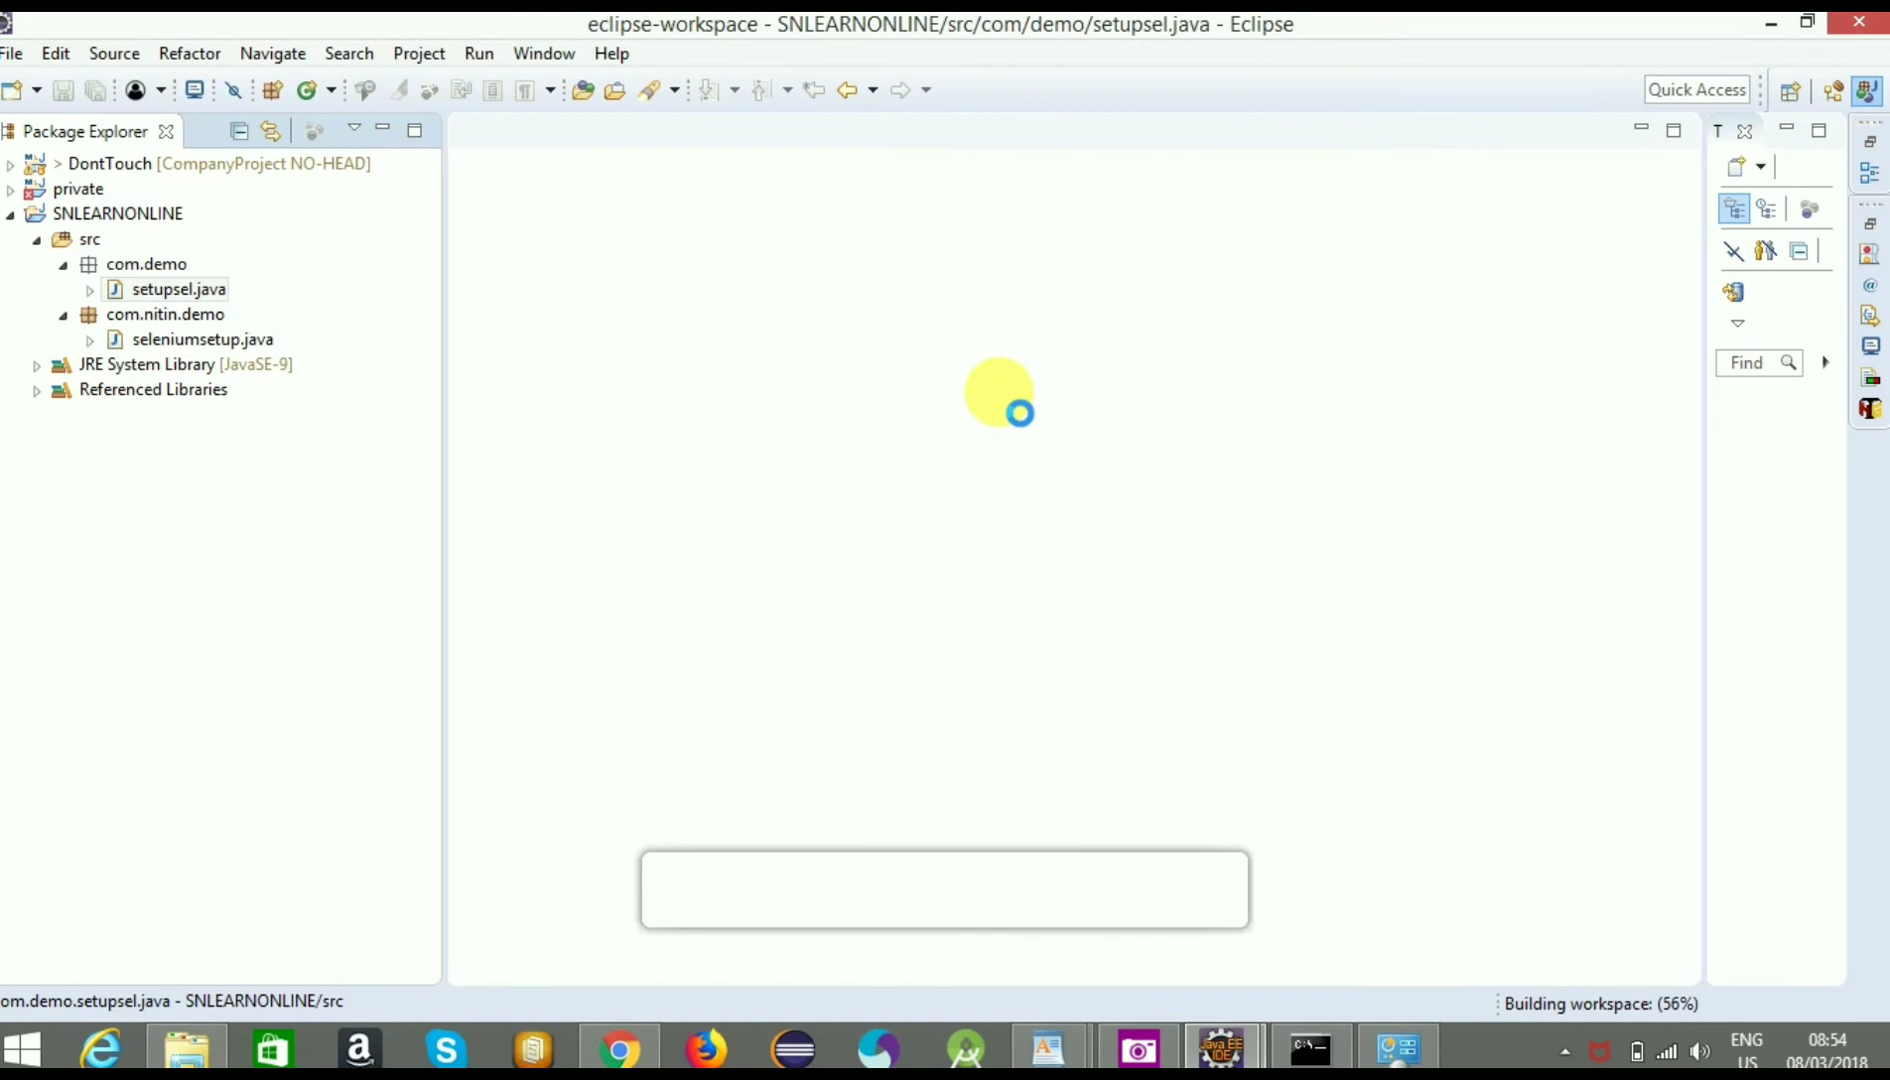 eclipse-workspace - SNLEARNONLINE/src/com/demo/setupsel.java - Eclipse
File Edit Source Refactor Navigate Search Project Run Window Help
Quick Access
Package Explorer
T
> DontTouch [CompanyProject NO-HEAD]
private
SNLEARNONLINE
src
com.demo
setupsel.java
com.nitin.demo
seleniumsetup.java
JRE System Library [JavaSE-9]
Referenced Libraries
Find
om.demo.setupsel.java - SNLEARNONLINE/src
Building workspace: (56%)
Java EE
IDE
C:\_
ENG
US
08:54
08/03/2018